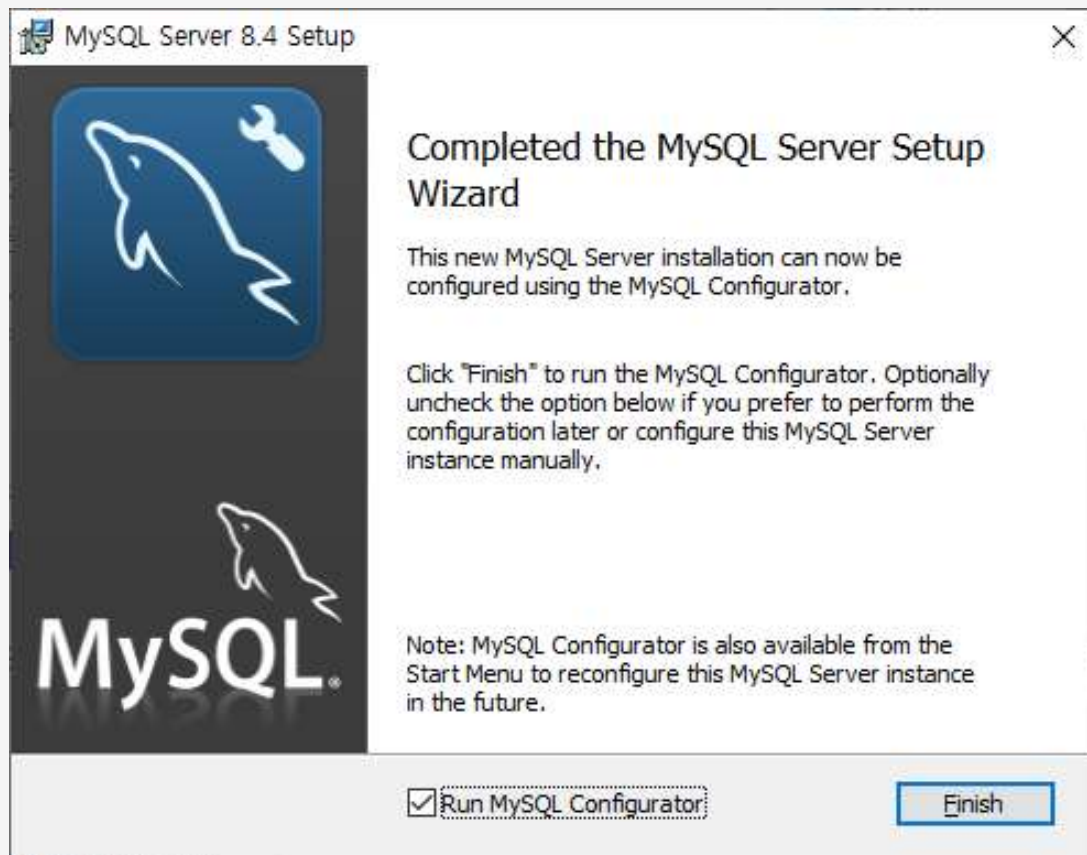 MySQL Server 8.4 Setup
Completed the MySQL Server Setup
Wizard
This new MySQL Server installation can now be
configured using the MySQL Configurator.
Click "Finish" to run the MySQL Configurator. Optionally
uncheck the option below if you prefer to perform the
configuration later or configure this MySQL Server
instance manually.
MySQL®
Note: MySQL Configurator is also available from the
Start Menu to reconfigure this MySQL Server instance
in the future.
Run MySQL Configurator
Finish